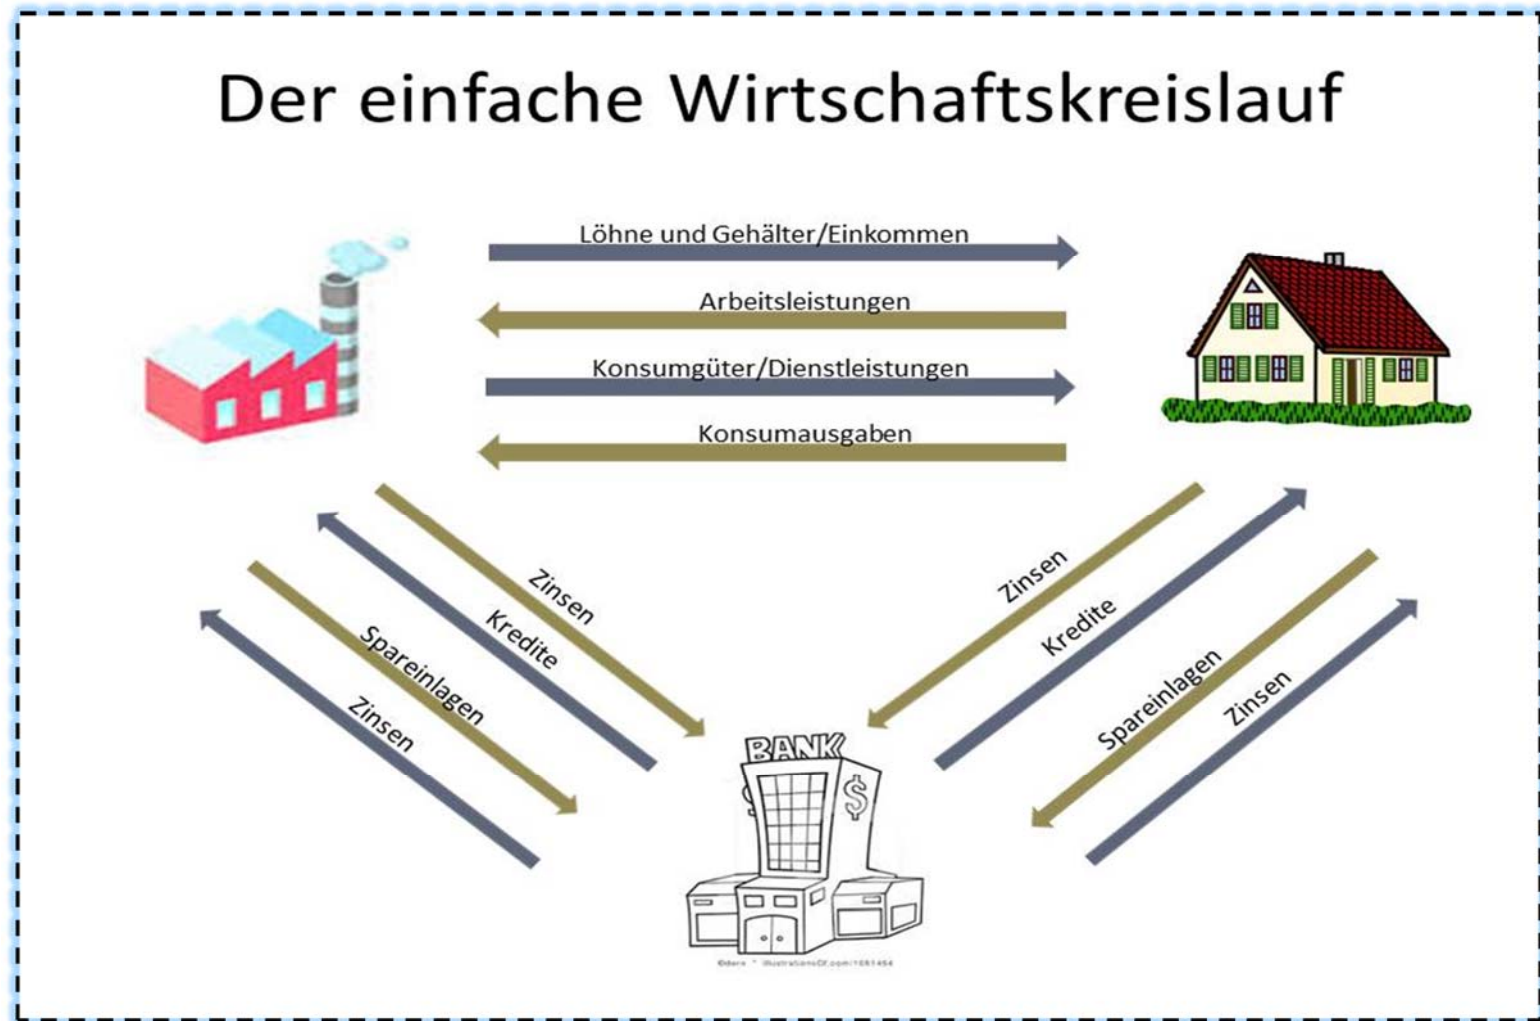 Der einfache Wirtschaftskreislauf
Löhne und Gehälter/Einkommen
Arbeitsleistungen
Konsumgüter/Dienstleistungen
Konsumausgaben
Zinsen
Kredite
Spareinlagen
Zinsen
Zinsen
Kredite
Spareinlagen
Zinsen
BANK
$